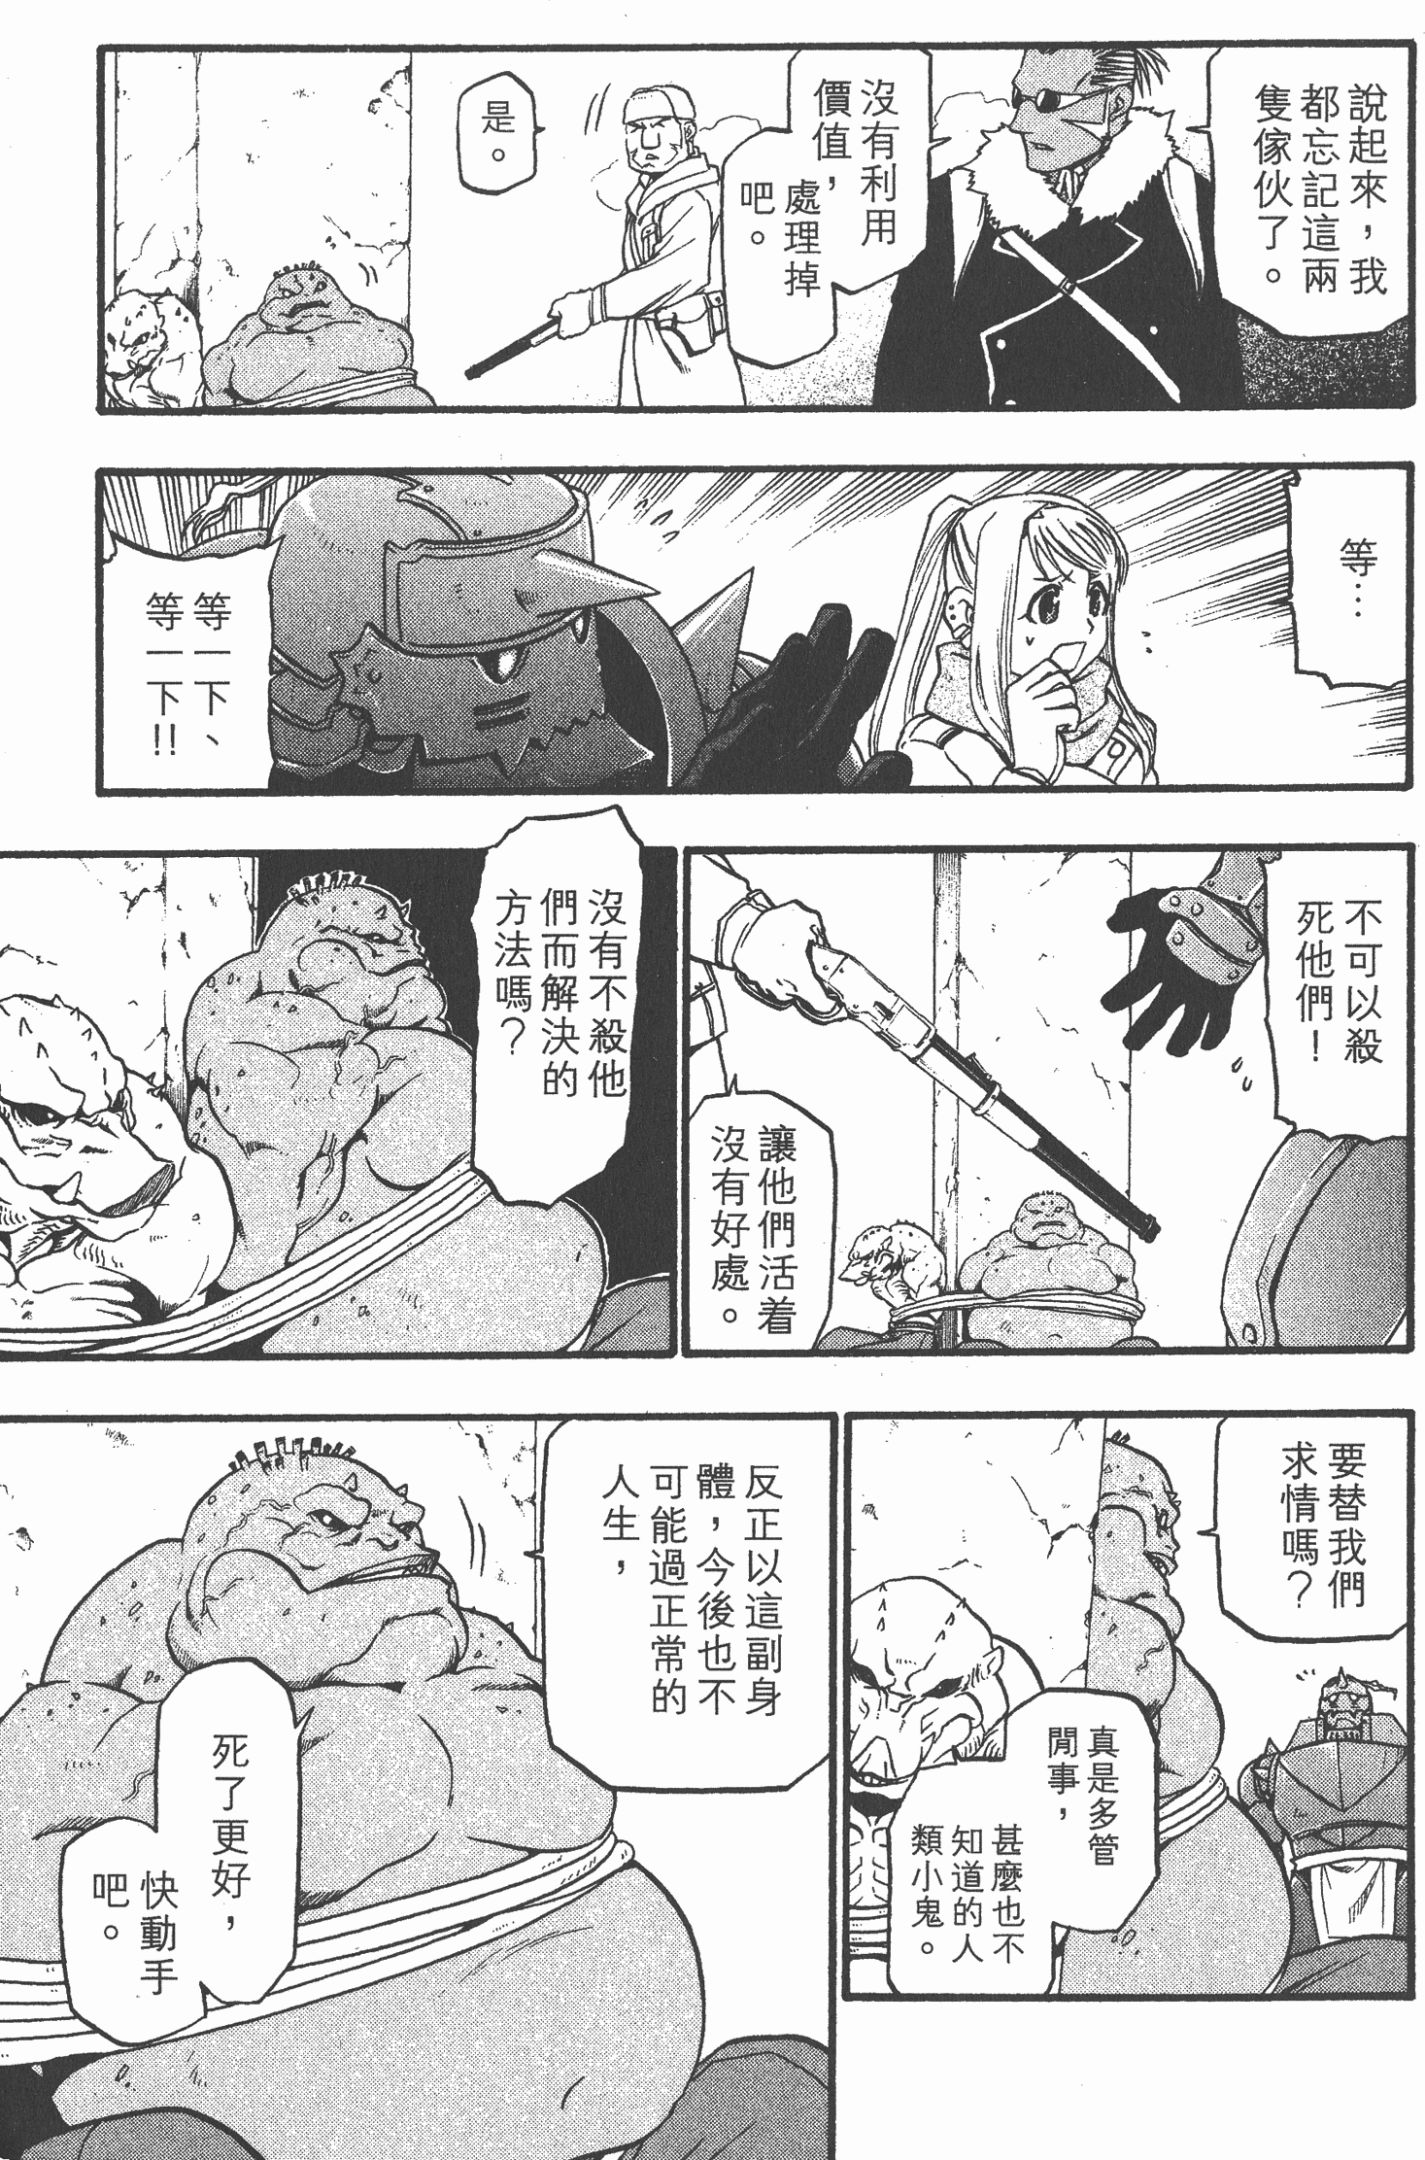 說起來，我
都忘記這兩
隻傢伙了。
沒有利用
價值，
處理掉
吧。
是。
等…
等一下、
等一下!!
不可以殺
死他們！
讓他們活着
沒有好處。
沒有不殺他
們而解決的
方法嗎？
要替我們
求情嗎？
真是多管
閒事，
甚麼也不
知道的人
類小鬼。
反正以這副身
體，今後也不
可能過正常的
人生，
死了更好，
快動手
吧。